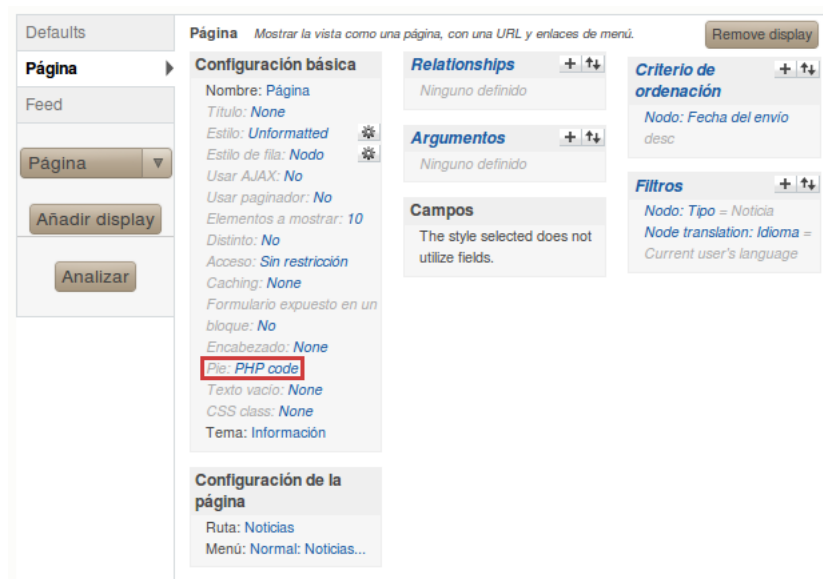 Defaults
Página
Feed
Página
Añadir display
Analizar
Página Mostrar la vista como una página, con una URL y enlaces de menú.
Remove display
Configuración básica
Nombre: Página
Título: None
Estilo: Unformatted
Estilo de fila: Nodo
Usar AJAX: No
Usar paginador: No
Elementos a mostrar: 10
Distinto: No
Acceso: Sin restricción
Caching: None
Formulario expuesto en un
bloque: No
Encabezado: None
Pie: PHP code
Texto vacío: None
CSS class: None
Tema: Información
Configuración de la
página
Ruta: Noticias
Menú: Normal: Noticias...
Relationships
Ninguno definido
Argumentos
Ninguno definido
Campos
The style selected does not
utilize fields.
Criterio de
ordenación
Nodo: Fecha del envío
desc
Filtros
Nodo: Tipo = Noticia
Node translation: Idioma =
Current user's language